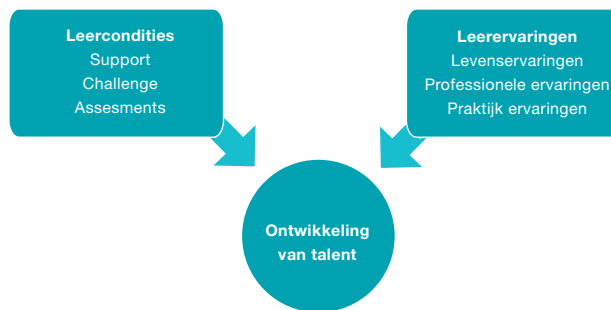 Leercondities
Support
Challenge
Assesments
Leerervaringen
Levenservaringen
Professionele ervaringen
Praktijk ervaringen
Ontwikkeling
van talent